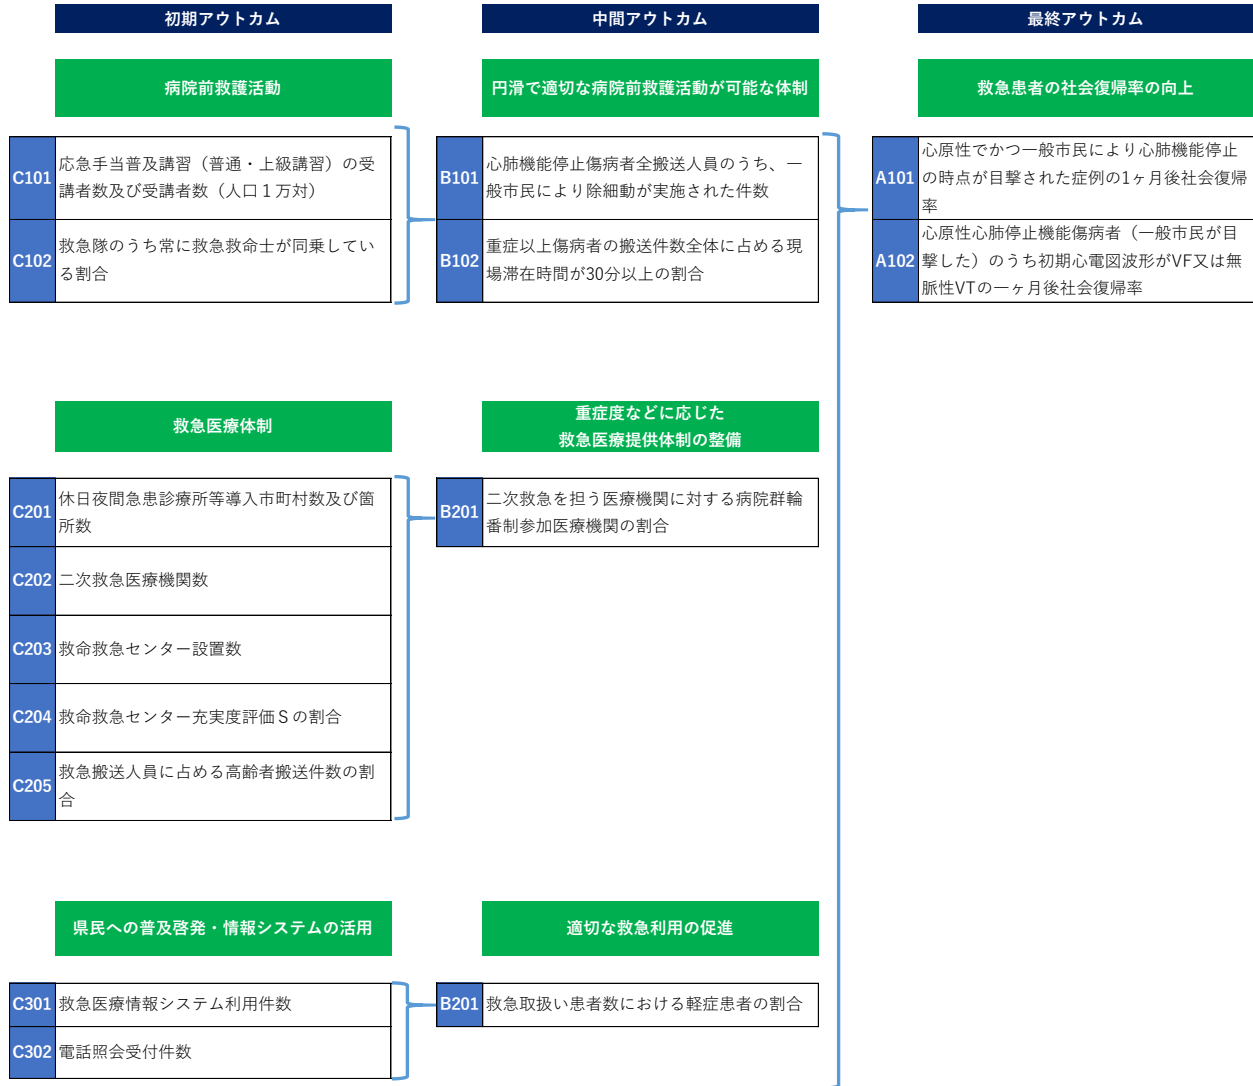 初期アウトカム
中間アウトカム
最終アウトカム
病院前救護活動
円滑で適切な病院前救護活動が可能な体制
救急患者の社会復帰率の向上
C101
応急手当普及講習（普通・上級講習）の受
講者数及び受講者数（人口１万対）
C102
救急隊のうち常に救急救命士が同乗してい
る割合
B101
心肺機能停止傷病者全搬送人員のうち、一
般市民により除細動が実施された件数
B102
重症以上傷病者の搬送件数全体に占める現
場滞在時間が30分以上の割合
A101
心原性でかつ一般市民により心肺機能停止
の時点が目撃された症例の1ヶ月後社会復帰
率
A102
心原性心肺停止機能傷病者（一般市民が目
撃した）のうち初期心電図波形がVF又は無
脈性VTの一ヶ月後社会復帰率
救急医療体制
重症度などに応じた
救急医療提供体制の整備
C201
休日夜間急患診療所等導入市町村数及び箇
所数
C202
二次救急医療機関数
C203
救命救急センター設置数
C204
救命救急センター充実度評価Ｓの割合
C205
救急搬送人員に占める高齢者搬送件数の割
合
B201
二次救急を担う医療機関に対する病院群輪
番制参加医療機関の割合
県民への普及啓発・情報システムの活用
適切な救急利用の促進
C301
救急医療情報システム利用件数
C302
電話照会受付件数
B201
救急取扱い患者数における軽症患者の割合